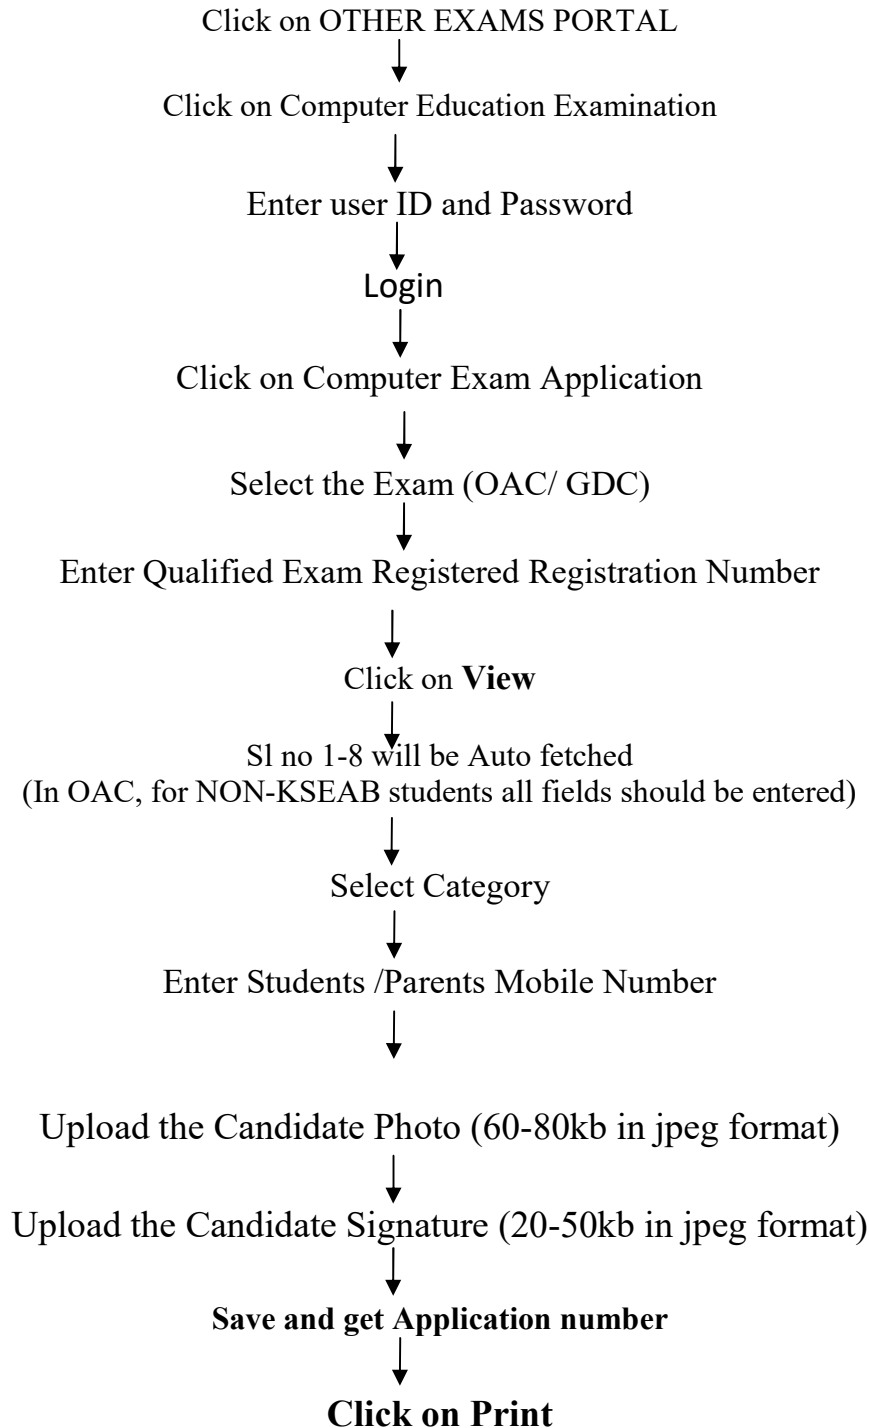 Click on OTHER EXAMS PORTAL
Click on Computer Education Examination
Enter user ID and Password
Login
Click on Computer Exam Application
Select the Exam (OAC/ GDC)
Enter Qualified Exam Registered Registration Number
Click on View
Sl no 1-8 will be Auto fetched
(In OAC, for NON-KSEAB students all fields should be entered)
Select Category
Enter Students /Parents Mobile Number
Upload the Candidate Photo (60-80kb in jpeg format)
Upload the Candidate Signature (20-50kb in jpeg format)
Save and get Application number
Click on Print